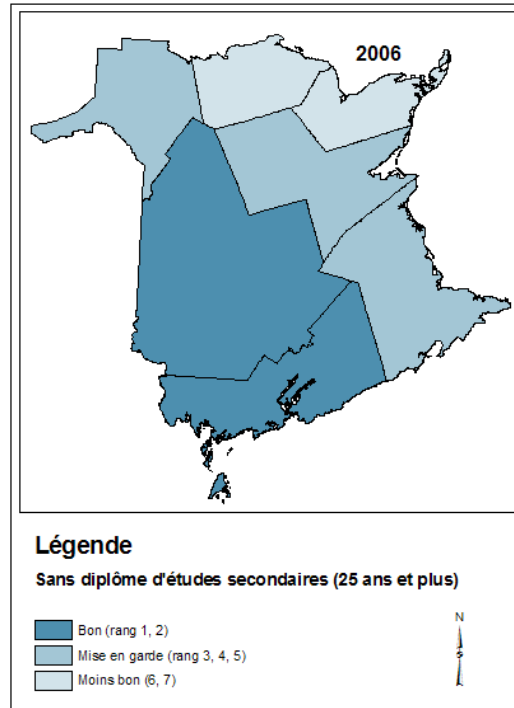 2006
Légende
Sans diplôme d'études secondaires (25 ans et plus)
Bon (rang 1, 2)
Mise en garde (rang 3, 4, 5)
Moins bon (6, 7)
N
S